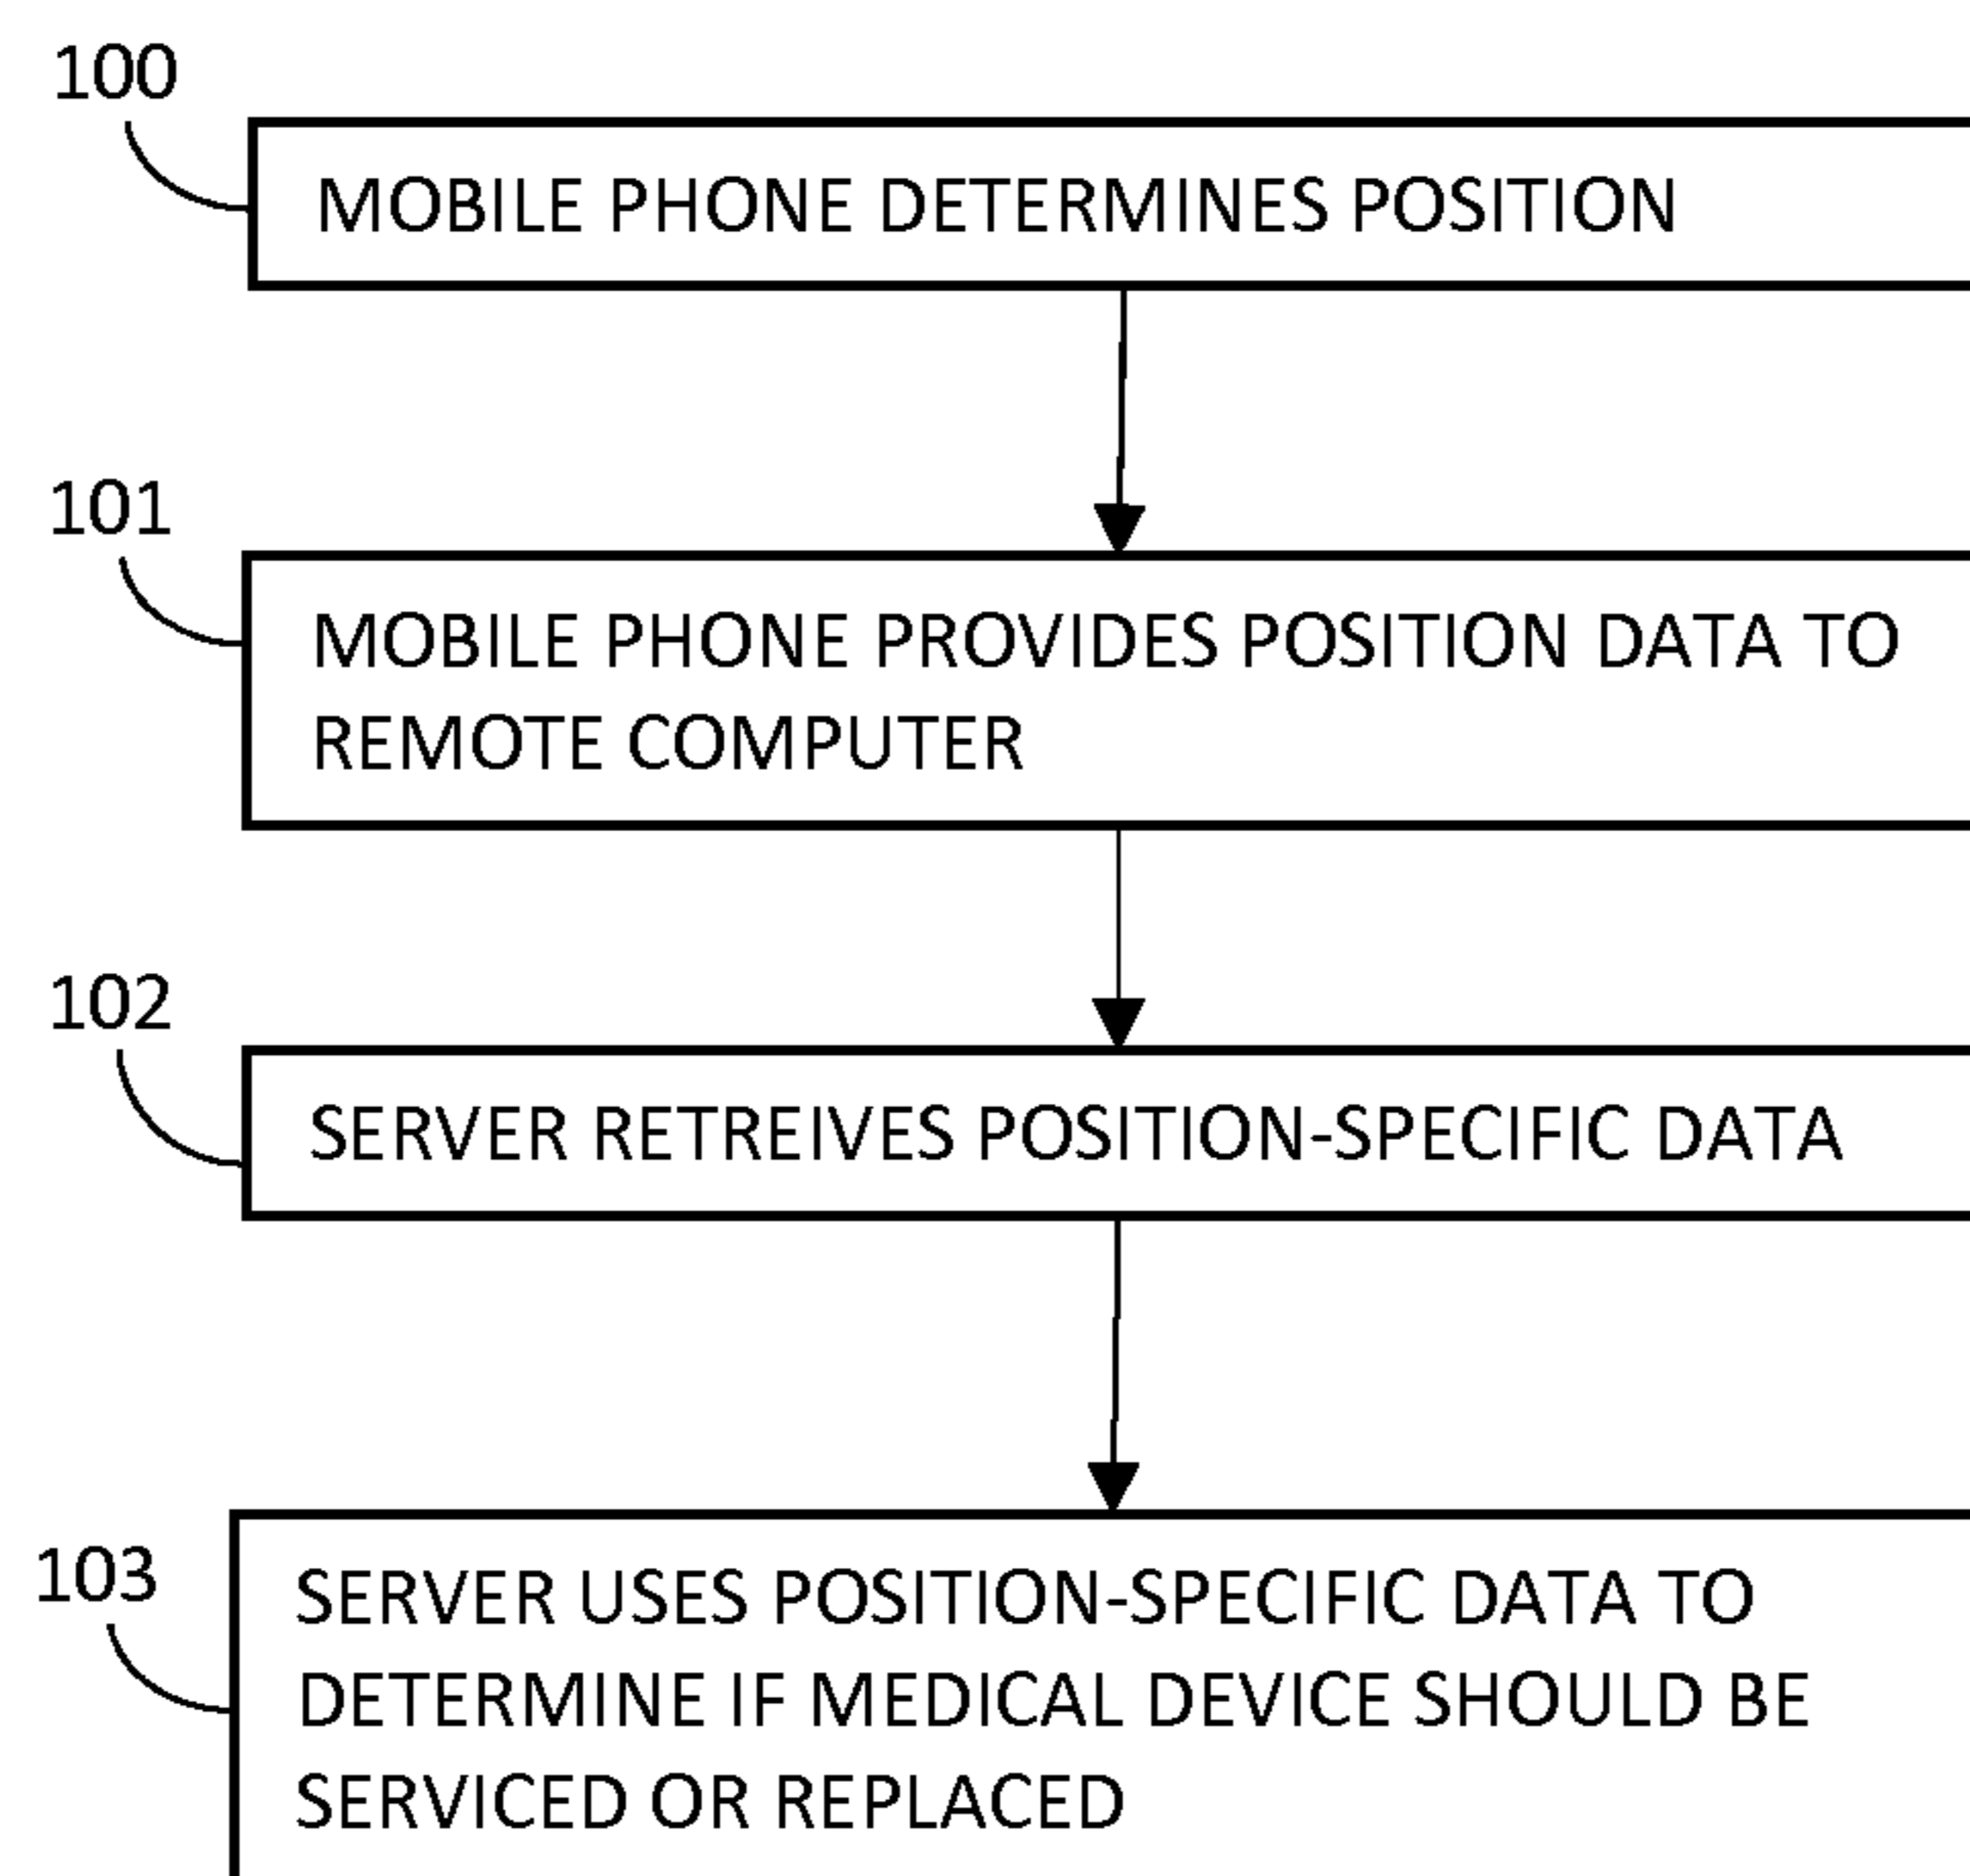 100
MOBILE PHONE DETERMINES POSITION
101
MOBILE PHONE PROVIDES POSITION DATA TO
REMOTE COMPUTER
102
SERVER RETREIVES POSITION-SPECIFIC DATA
103
SERVER USES POSITION-SPECIFIC DATA TO
DETERMINE IF MEDICAL DEVICE SHOULD BE
SERVICED OR REPLACED